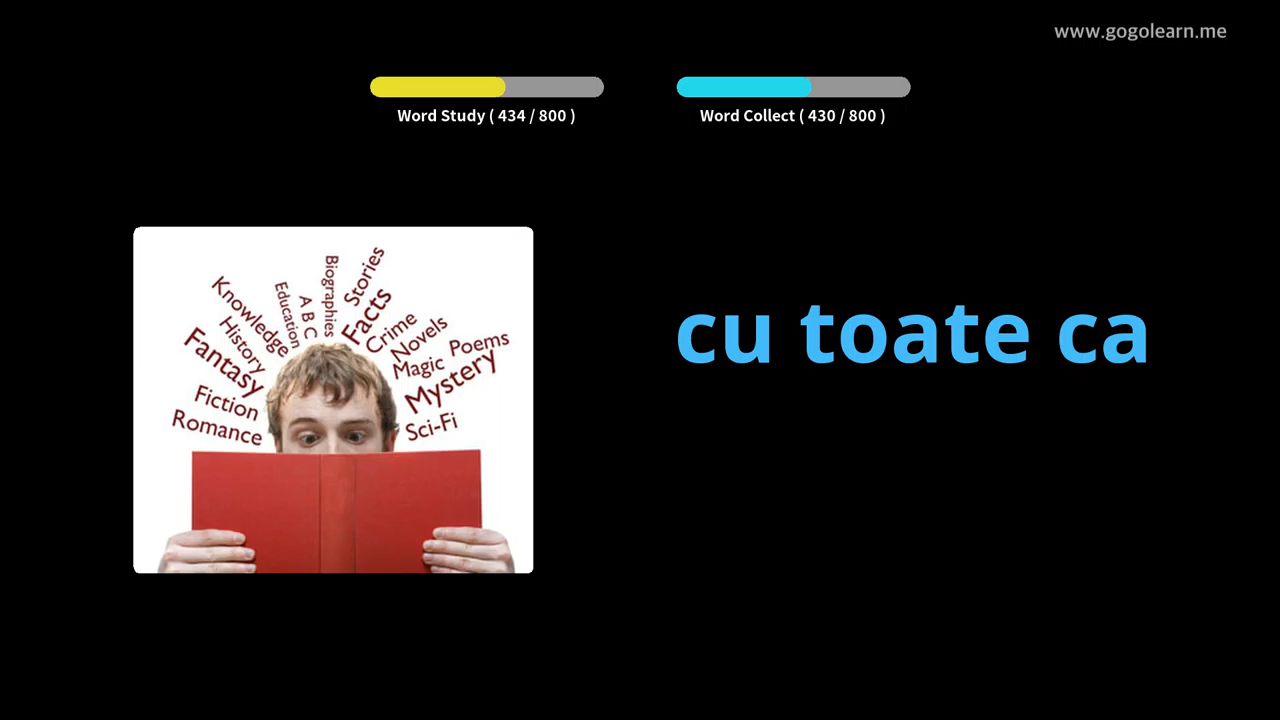 www.gogolearn.me
Word Study ( 434 / 800 )
Word Collect ( 430 / 800 )
cu toate ca
Stories
Biographies
Facts
A B C
Education
Knowledge
Crime
Novels
History
Poems
Fantasy
Magic
Mystery
Fiction
Romance
Sci-Fi